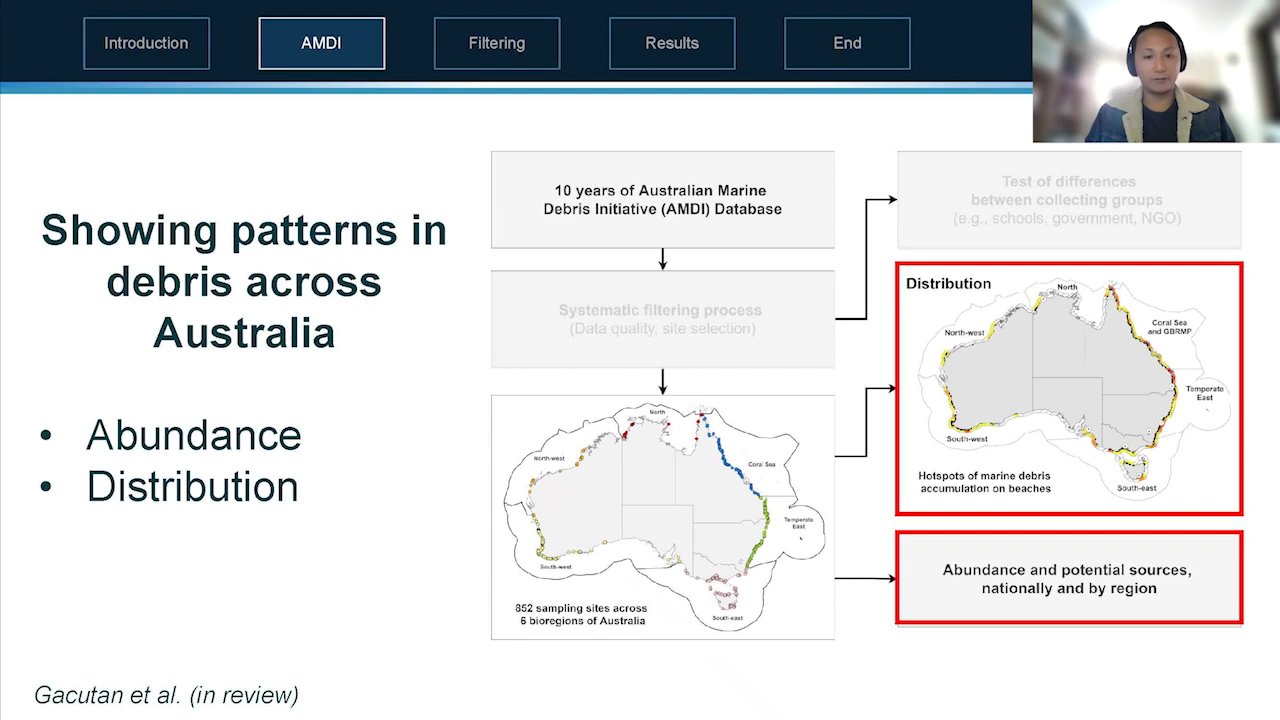 Introduction
AMDI
Filtering
Results
End
Showing patterns in
debris across
Australia
• Abundance
• Distribution
Gacutan et al. (in review)
10 years of Australian Marine
Debris Initiative (AMDI) Database
Systematic filtering process
(Data quality, site selection)
North
North-west
Coral Sea
Temperate
East
South-west
South-east
852 sampling sites across
6 bioregions of Australia
Test of differences
between collecting groups
(e.g., schools, government, NGO)
Distribution
North
North-west
Coral Sea
and GBRMP
Temperate
East
South-west
South-east
Hotspots of marine debris
accumulation on beaches
Abundance and potential sources,
nationally and by region